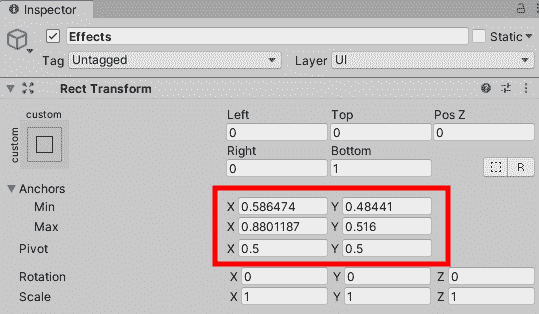 Inspector
Effects Static
Tag Untagged Layer UI
Rect Transform
custom Left Top Pos Z
custom 0 0 0
Right Bottom
0 1 R
Anchors
Min X 0.586474 Y 0.48441
Max X 0.8801187 Y 0.516
Pivot X 0.5 Y 0.5
Rotation X 0 Y 0 Z 0
Scale X 1 Y 1 Z 1